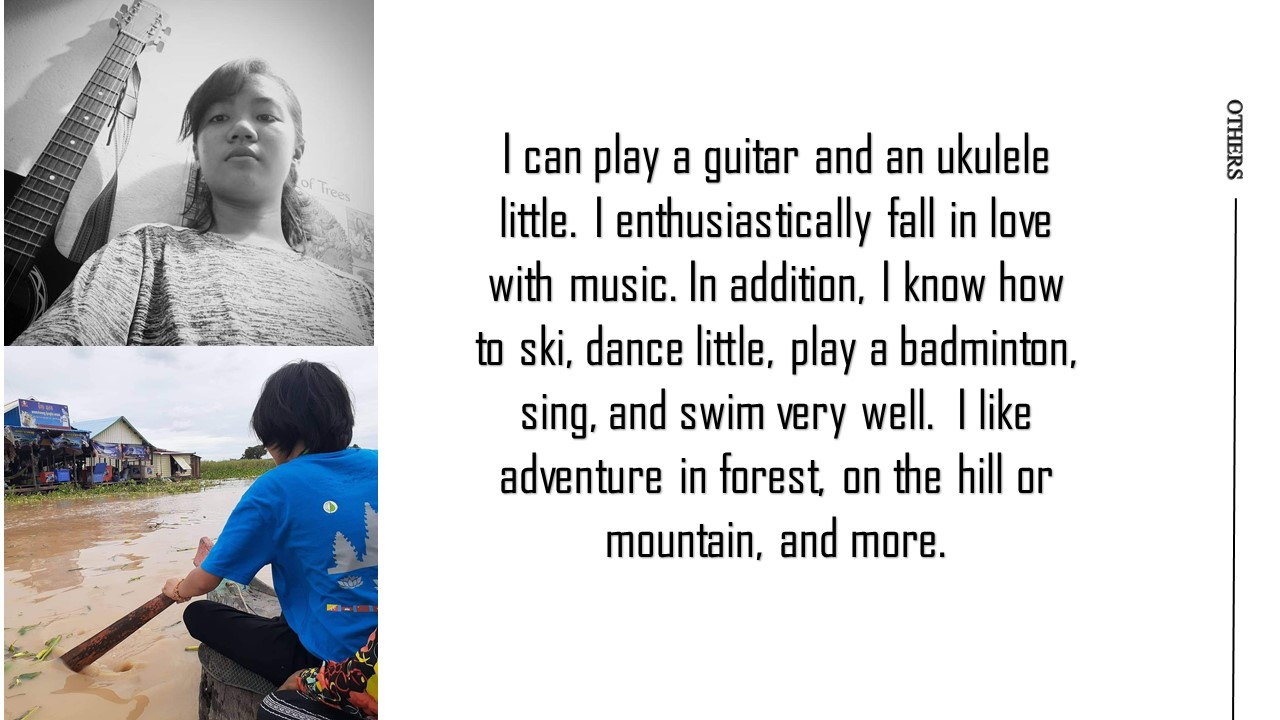 I can play a guitar and an ukulele
little. I enthusiastically fall in love
with music. In addition, I know how
to ski, dance little, play a badminton,
sing, and swim very well. I like
adventure in forest, on the hill or
mountain, and more.
OTHERS
of Trees